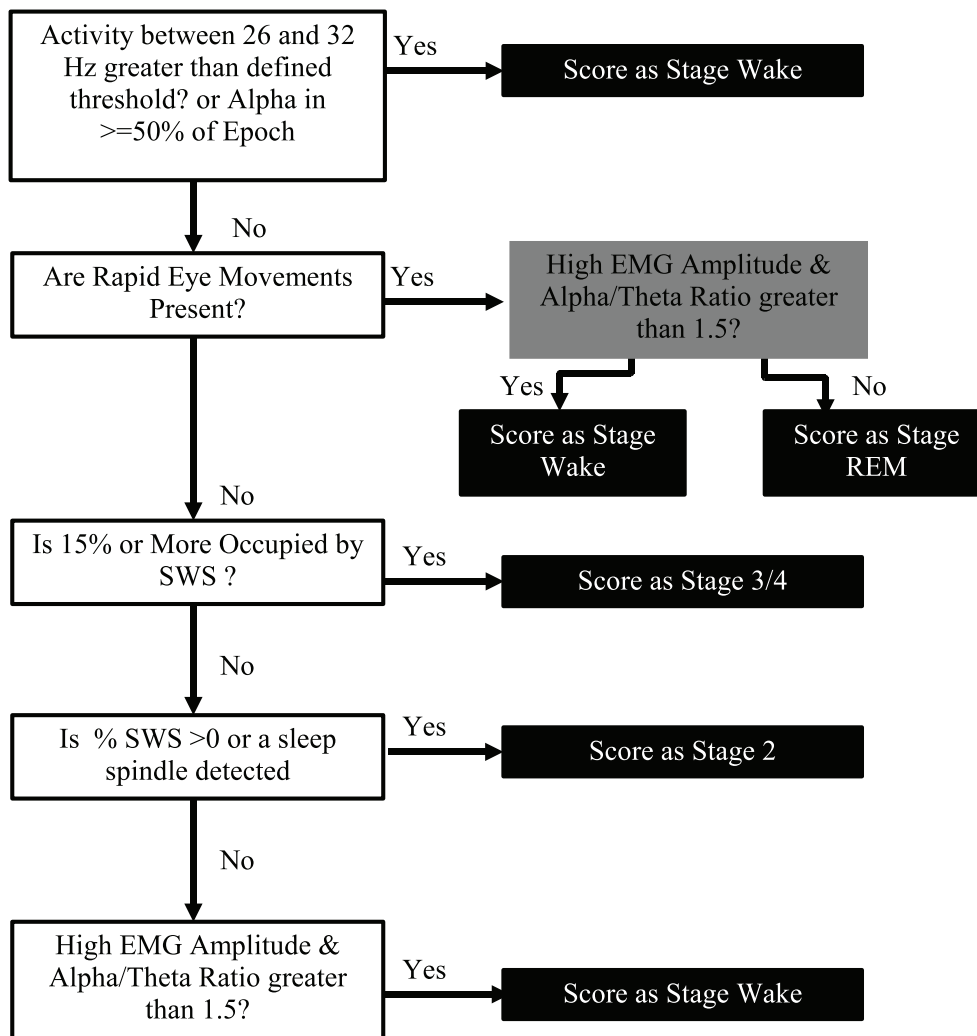 Activity between 26 and 32
Hz greater than defined
threshold? or Alpha in
>=50% of Epoch
Yes
Score as Stage Wake
No
Are Rapid Eye Movements
Present?
Yes
High EMG Amplitude &
Alpha/Theta Ratio greater
than 1.5?
Yes
No
Score as Stage
Wake
Score as Stage
REM
No
Is 15% or More Occupied by
SWS ?
Yes
Score as Stage 3/4
No
Is % SWS >0 or a sleep
spindle detected
Yes
Score as Stage 2
No
High EMG Amplitude &
Alpha/Theta Ratio greater
than 1.5?
Yes
Score as Stage Wake